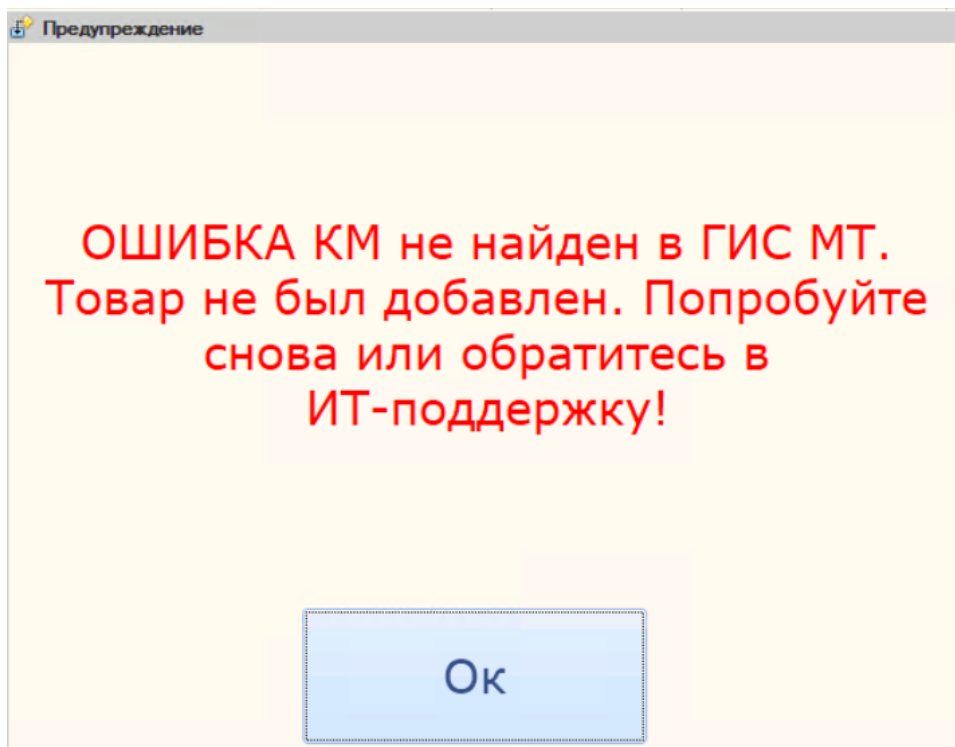 Предупреждение
ОШИБКА КМ не найден в ГИС МТ.
Товар не был добавлен. Попробуйте
снова или обратитесь в
ИТ-поддержку!
Ок